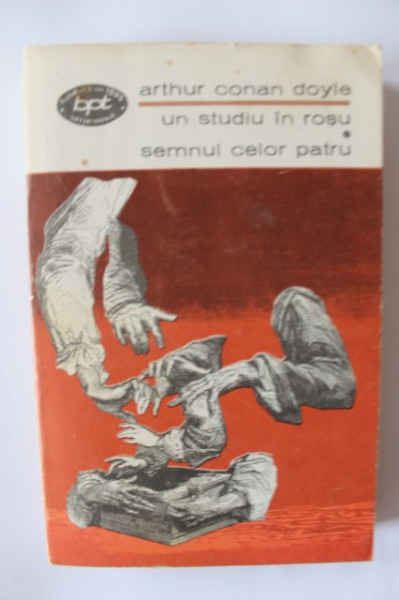 bpt
arthur conan doyle
un studiu în roșu
semnul celor patru